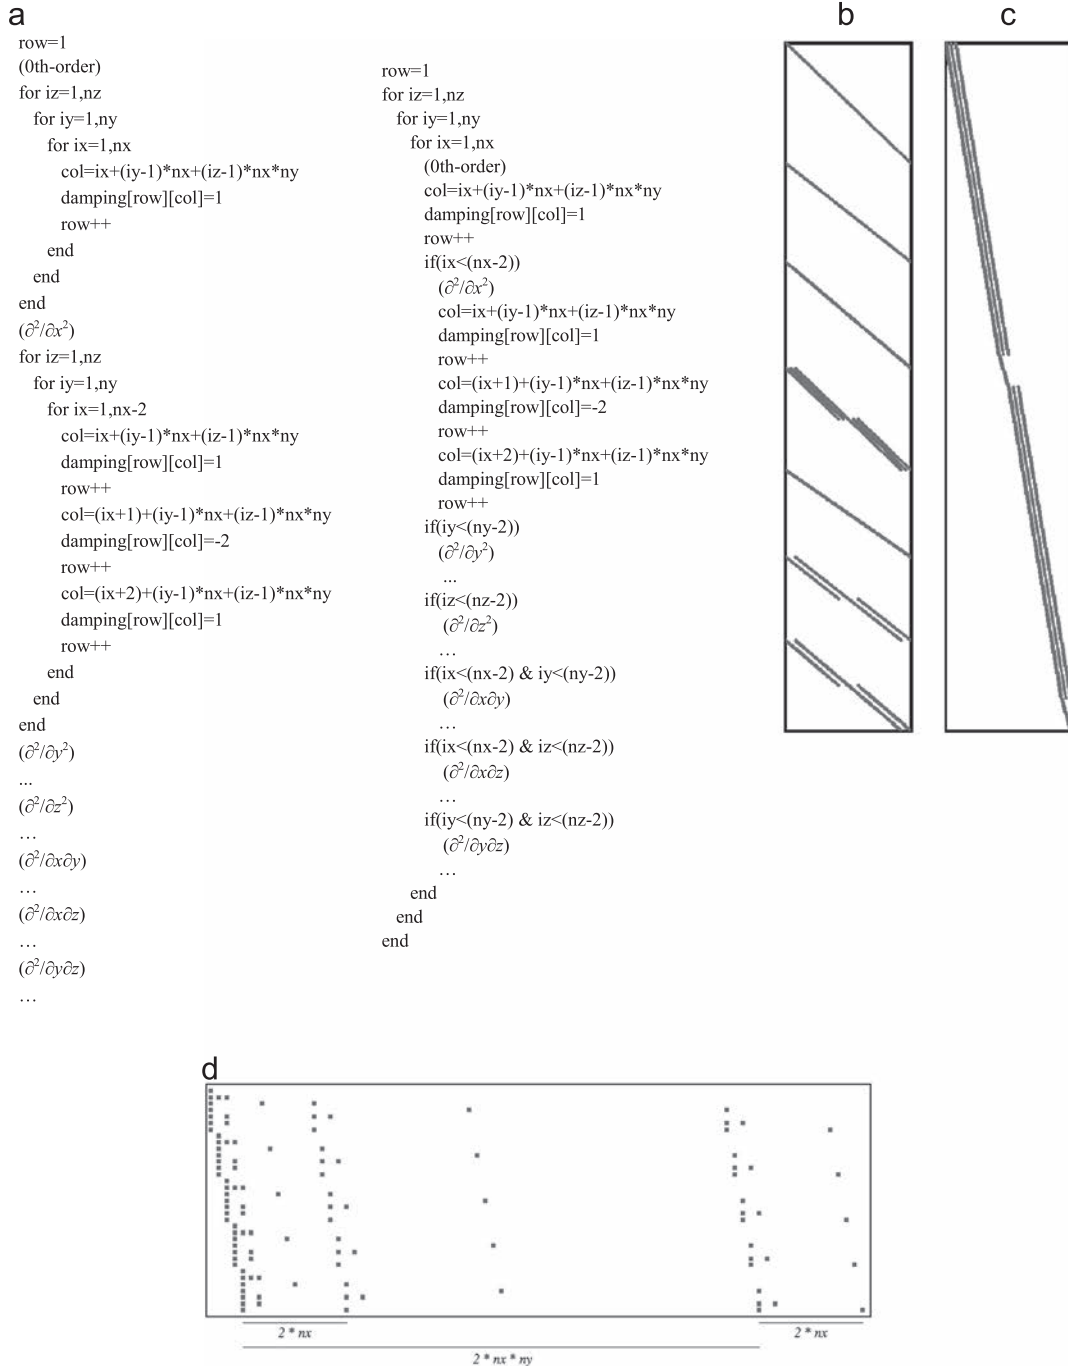 a
row=1
(0th-order)
for iz=1,nz
for iy=1,ny
for ix=1,nx
col=ix+(iy-1)*nx+(iz-1)*nx*ny
damping[row][col]=1
row++
end
end
end
(∂²/∂x²)
for iz=1,nz
for iy=1,ny
for ix=1,nx-2
col=ix+(iy-1)*nx+(iz-1)*nx*ny
damping[row][col]=1
row++
col=(ix+1)+(iy-1)*nx+(iz-1)*nx*ny
damping[row][col]=-2
row++
col=(ix+2)+(iy-1)*nx+(iz-1)*nx*ny
damping[row][col]=1
row++
end
end
end
(∂²/∂y²)
...
(∂²/∂z²)
…
(∂²/∂x∂y)
…
(∂²/∂x∂z)
…
(∂²/∂y∂z)
…
row=1
for iz=1,nz
for iy=1,ny
for ix=1,nx
(0th-order)
col=ix+(iy-1)*nx+(iz-1)*nx*ny
damping[row][col]=1
row++
if(ix<(nx-2))
(∂²/∂x²)
col=ix+(iy-1)*nx+(iz-1)*nx*ny
damping[row][col]=1
row++
col=(ix+1)+(iy-1)*nx+(iz-1)*nx*ny
damping[row][col]=-2
row++
col=(ix+2)+(iy-1)*nx+(iz-1)*nx*ny
damping[row][col]=1
row++
if(iy<(ny-2))
(∂²/∂y²)
...
if(iz<(nz-2))
(∂²/∂z²)
…
if(ix<(nx-2) & iy<(ny-2))
(∂²/∂x∂y)
…
if(ix<(nx-2) & iz<(nz-2))
(∂²/∂x∂z)
…
if(iy<(ny-2) & iz<(nz-2))
(∂²/∂y∂z)
…
end
end
end
b
c
d
2 * nx
2 * nx
2 * nx * ny